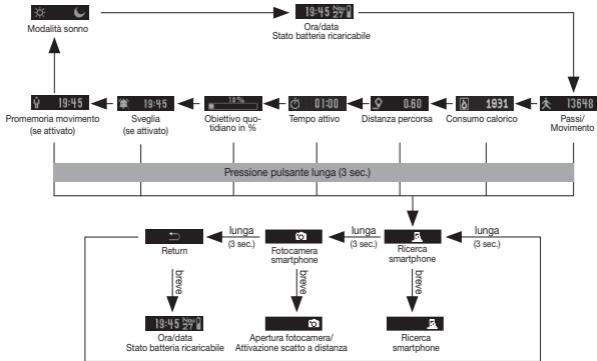 19:45 Nov 27
Modalità sonno
Ora/data
Stato batteria ricaricabile
19:45
19:45
18%
01:00
0.60
1831
13648
Promemoria movimento
(se attivato)
Sveglia
(se attivato)
Obiettivo quo-
tidiano in %
Tempo attivo
Distanza percorsa
Consumo calorico
Passi/
Movimento
Pressione pulsante lunga (3 sec.)
lunga
(3 sec.)
lunga
(3 sec.)
lunga
(3 sec.)
Return
Fotocamera
smartphone
Ricerca
smartphone
breve
breve
breve
19:45 Nov 27
Ora/data
Stato batteria ricaricabile
Apertura fotocamera/
Attivazione scatto a distanza
Ricerca
smartphone